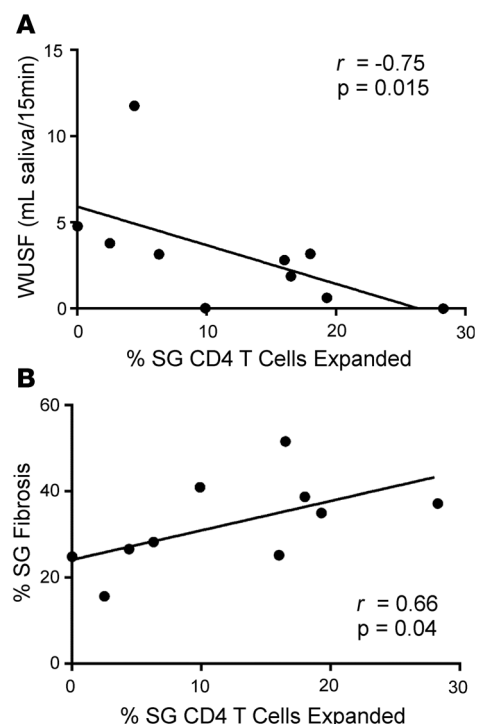 A
15
10
5
0
WUSF (mL saliva/15min)
r = -0.75
p = 0.015
0 10 20 30
% SG CD4 T Cells Expanded
B
60
40
20
0
% SG Fibrosis
r = 0.66
p = 0.04
0 10 20 30
% SG CD4 T Cells Expanded